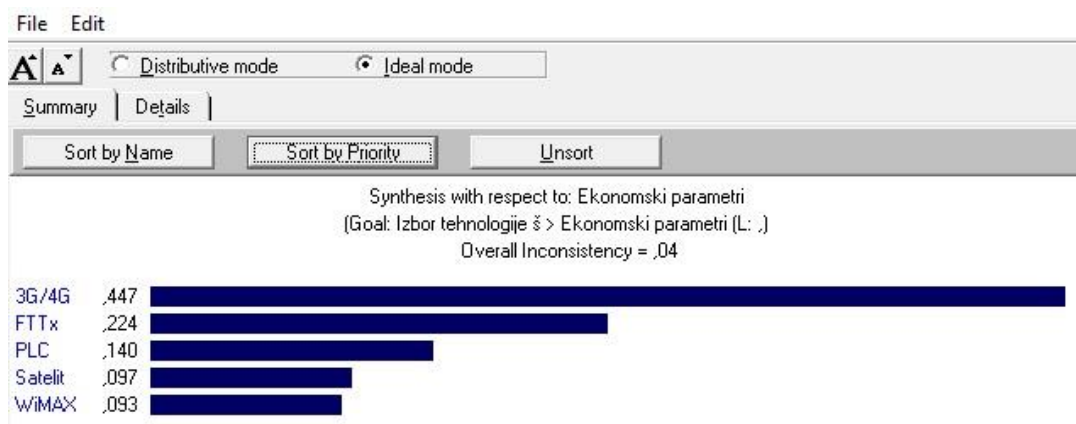 File Edit
A A Distributive mode Ideal mode
Summary Details
Sort by Name Sort by Priority Unsort
Synthesis with respect to: Ekonomski parametri
(Goal: Izbor tehnologije š > Ekonomski parametri (L: ,)
Overall Inconsistency = ,04
3G/4G ,447
FTTx ,224
PLC ,140
Satelit ,097
WiMAX ,093